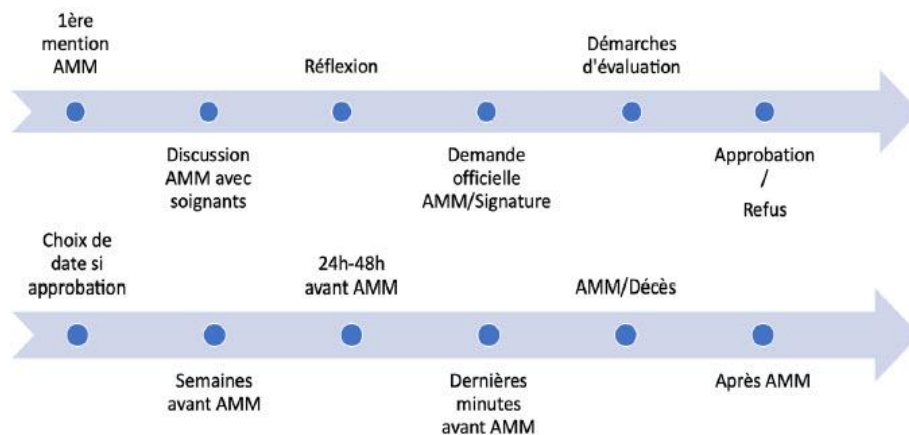 1ère
mention
AMM
Discussion
AMM avec
soignants
Réflexion
Demande
officielle
AMM/Signature
Démarches
d'évaluation
Approbation
/
Refus
Choix de
date si
approbation
Semaines
avant AMM
24h-48h
avant AMM
Dernières
minutes
avant AMM
AMM/Décès
Après AMM